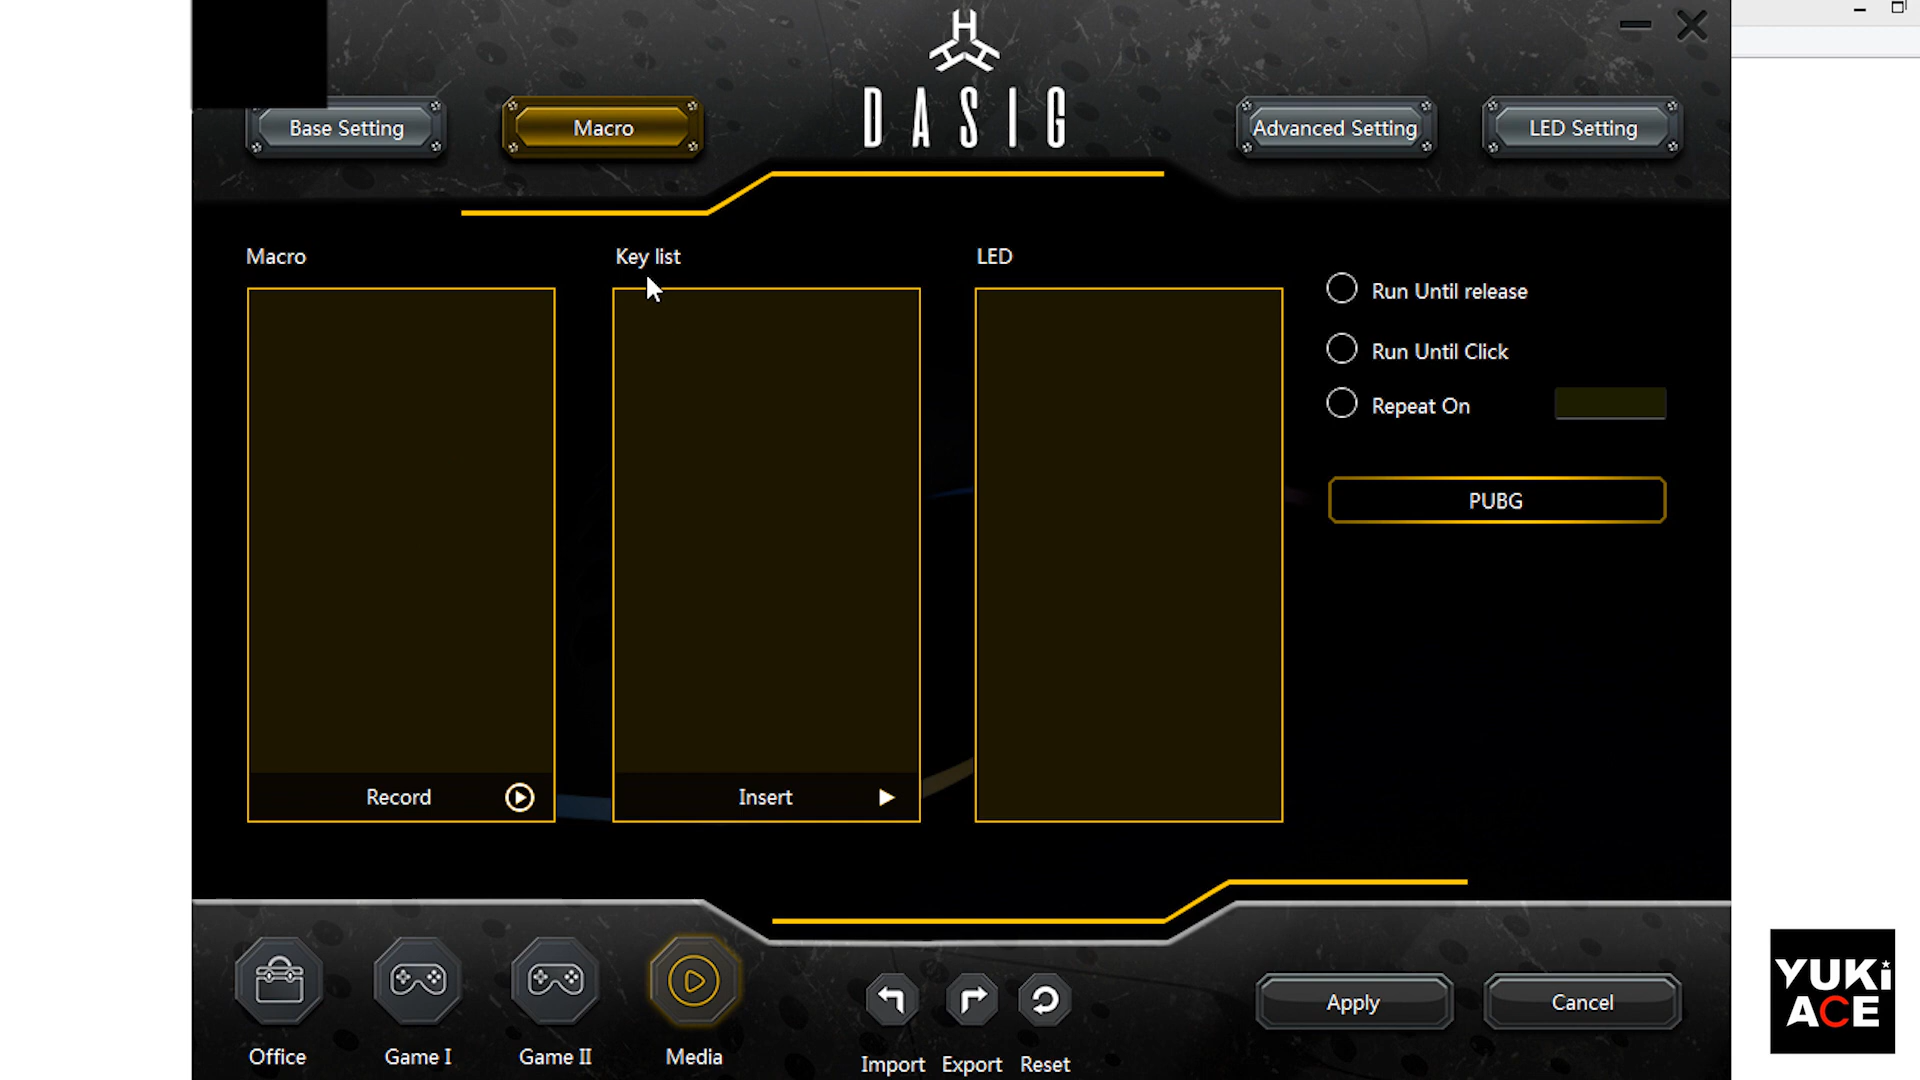 DASIG
Base Setting
Macro
Advanced Setting
LED Setting
Macro
Key list
LED
Run Until release
Run Until Click
Repeat On
PUBG
Record
Insert
Office
Game I
Game II
Media
Import
Export
Reset
Apply
Cancel
YUKi
ACE